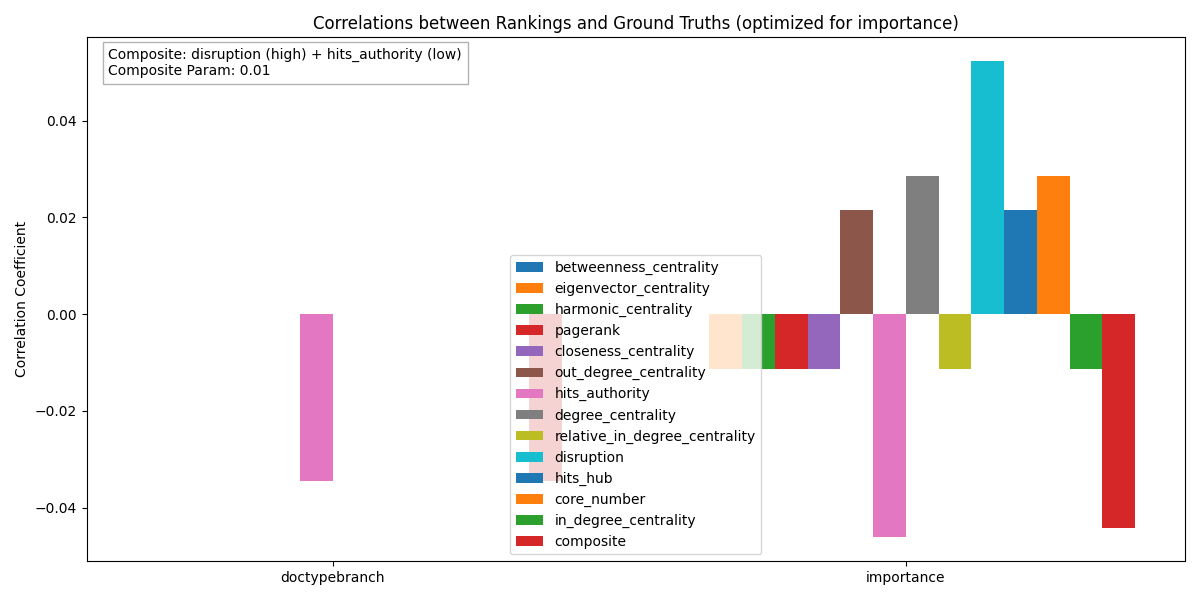 Correlations between Rankings and Ground Truths (optimized for importance)
Composite: disruption (high) + hits_authority (low)
Composite Param: 0.01
Correlation Coefficient
0.04
0.02
0.00
−0.02
−0.04
betweenness_centrality
eigenvector_centrality
harmonic_centrality
pagerank
closeness_centrality
out_degree_centrality
hits_authority
degree_centrality
relative_in_degree_centrality
disruption
hits_hub
core_number
in_degree_centrality
composite
doctypebranch
importance